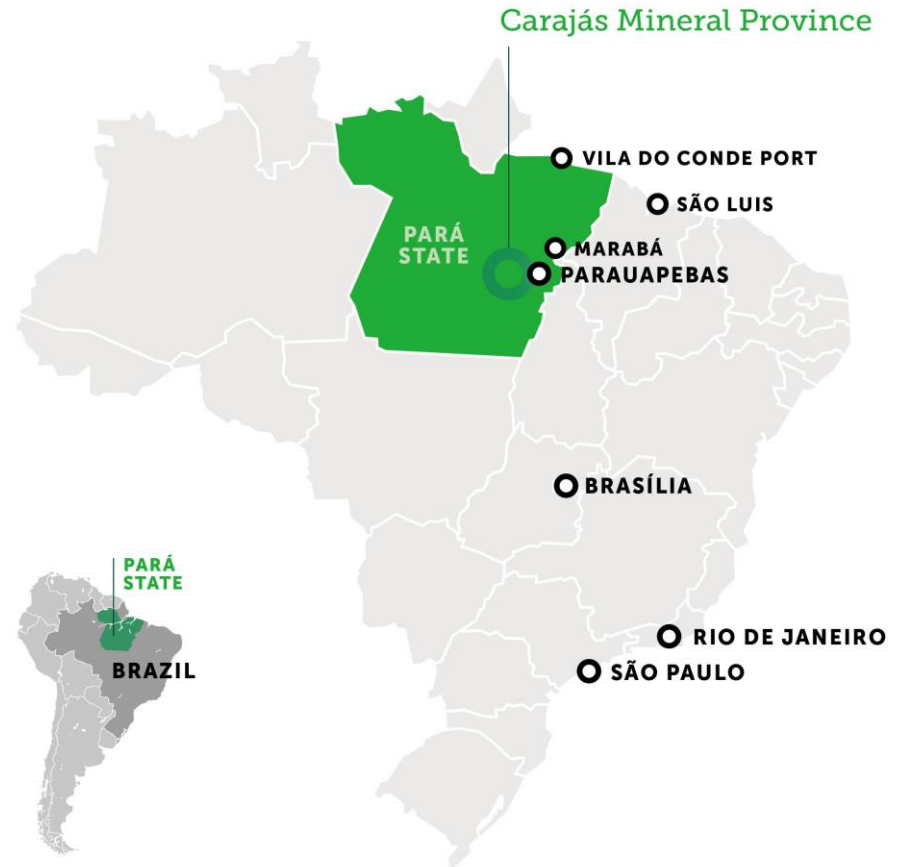 Carajás Mineral Province
VILA DO CONDE PORT
SÃO LUIS
PARÁ
STATE
MARABÁ
PARAUAPEBAS
BRASÍLIA
PARÁ
STATE
BRAZIL
RIO DE JANEIRO
SÃO PAULO